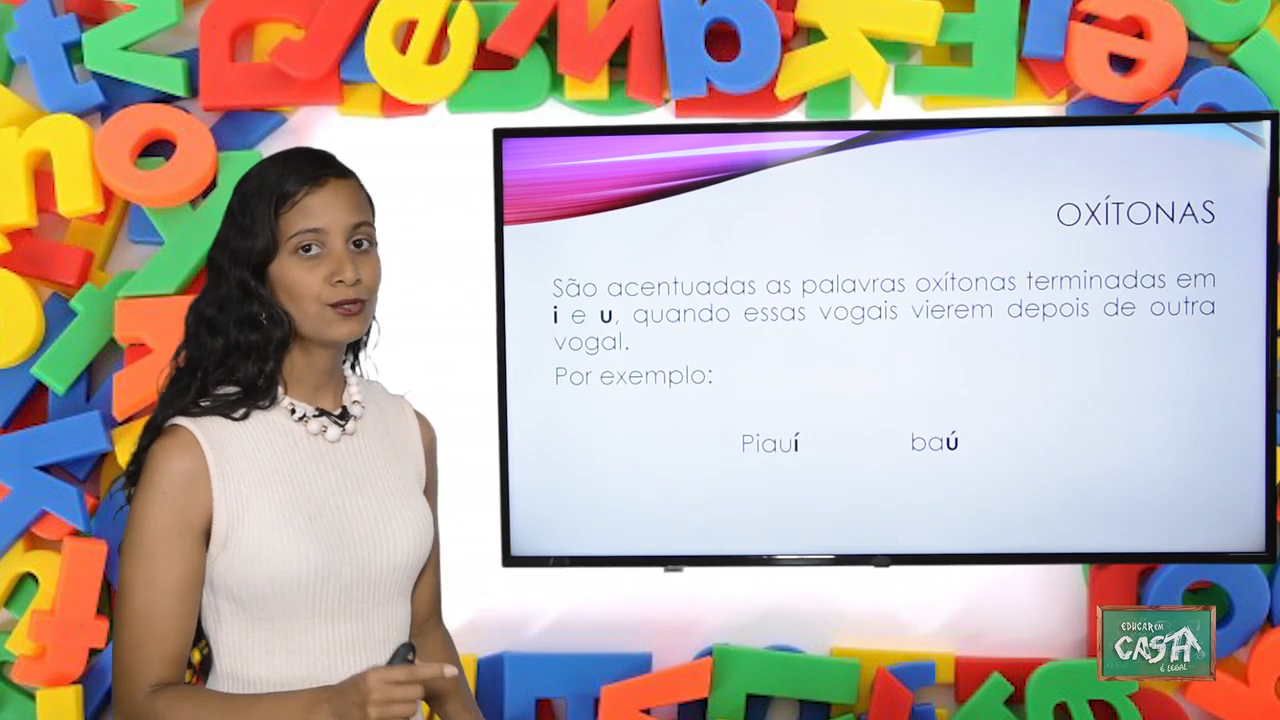 OXÍTONAS
São acentuadas as palavras oxítonas terminadas em
i e u, quando essas vogais vierem depois de outra
vogal.
Por exemplo:
Piauí baú
EDUCAR EM
CASA
É LEGAL